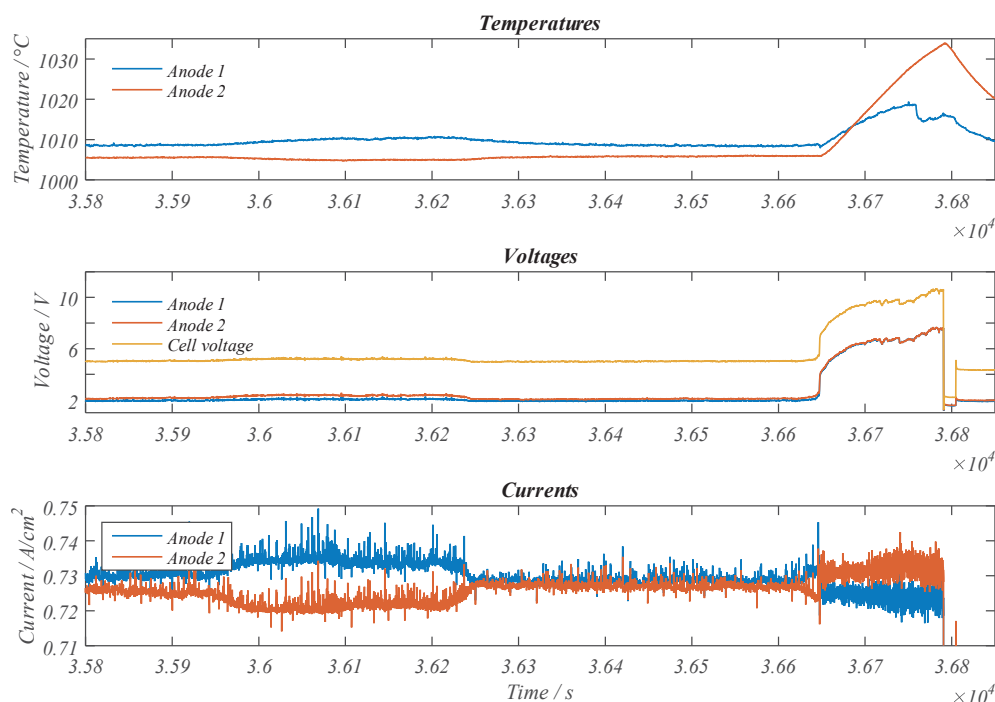 Temperatures
Temperature / °C
1030
1020
1010
1000
Anode 1
Anode 2
3.58 3.59 3.6 3.61 3.62 3.63 3.64 3.65 3.66 3.67 3.68
×10⁴
Voltages
Voltage / V
10
6
2
Anode 1
Anode 2
Cell voltage
3.58 3.59 3.6 3.61 3.62 3.63 3.64 3.65 3.66 3.67 3.68
×10⁴
Currents
Current / A/cm²
0.75
0.74
0.73
0.72
0.71
Anode 1
Anode 2
3.58 3.59 3.6 3.61 3.62 3.63 3.64 3.65 3.66 3.67 3.68
Time / s
×10⁴